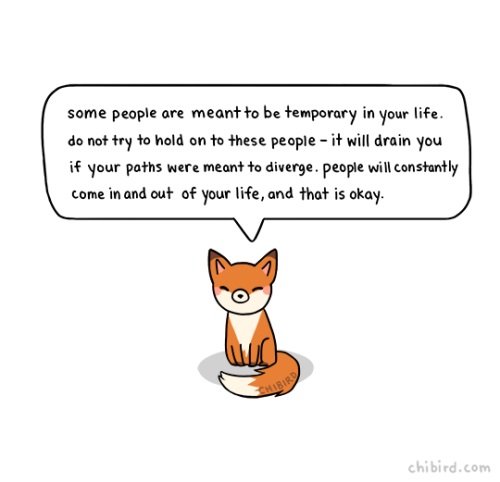 some people are meant to be temporary in your life.
do not try to hold on to these people – it will drain you
if your paths were meant to diverge. people will constantly
come in and out of your life, and that is okay.
CHIBIRD
chibird.com